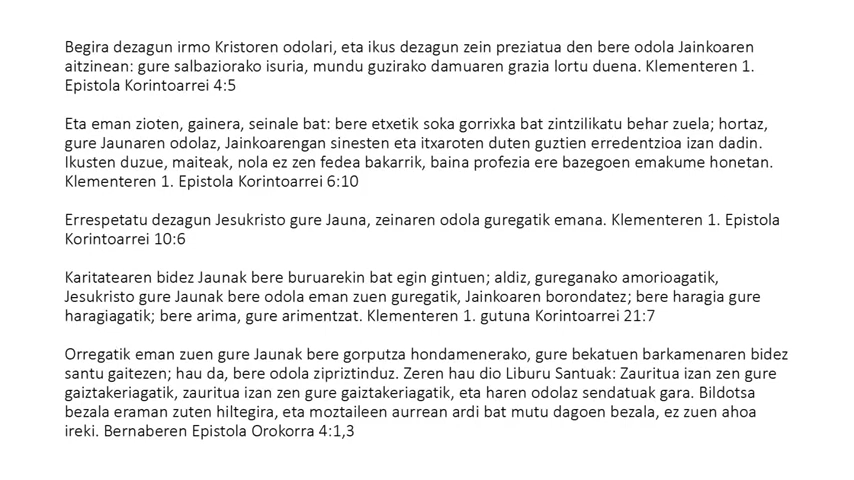 Begira dezagun irmo Kristoren odolari, eta ikus dezagun zein preziatua den bere odola Jainkoaren
aitzinean: gure salbaziorako isuria, mundu guzirako damuaren grazia lortu duena. Klementeren 1.
Epistola Korintoarrei 4:5
Eta eman zioten, gainera, seinale bat: bere etxetik soka gorrixka bat zintzilikatu behar zuela; hortaz,
gure Jaunaren odolaz, Jainkoarengan sinesten eta itxaroten duten guztien erredentzioa izan dadin.
Ikusten duzue, maiteak, nola ez zen fedea bakarrik, baina profezia ere bazegoen emakume honetan.
Klementeren 1. Epistola Korintoarrei 6:10
Errespetatu dezagun Jesukristo gure Jauna, zeinaren odola guregatik emana. Klementeren 1. Epistola
Korintoarrei 10:6
Karitatearen bidez Jaunak bere buruarekin bat egin gintuen; aldiz, gureganako amorioagatik,
Jesukristo gure Jaunak bere odola eman zuen guregatik, Jainkoaren borondatez; bere haragia gure
haragiagatik; bere arima, gure arimentzat. Klementeren 1. gutuna Korintoarrei 21:7
Orregatik eman zuen gure Jaunak bere gorputza hondamenerako, gure bekatuen barkamenaren bidez
santu gaitezen; hau da, bere odola zipriztinduz. Zeren hau dio Liburu Santuak: Zauritua izan zen gure
gaiztakeriagatik, zauritua izan zen gure gaiztakeriagatik, eta haren odolaz sendatuak gara. Bildotsa
bezala eraman zuten hiltegira, eta moztaileen aurrean ardi bat mutu dagoen bezala, ez zuen ahoa
ireki. Bernaberen Epistola Orokorra 4:1,3